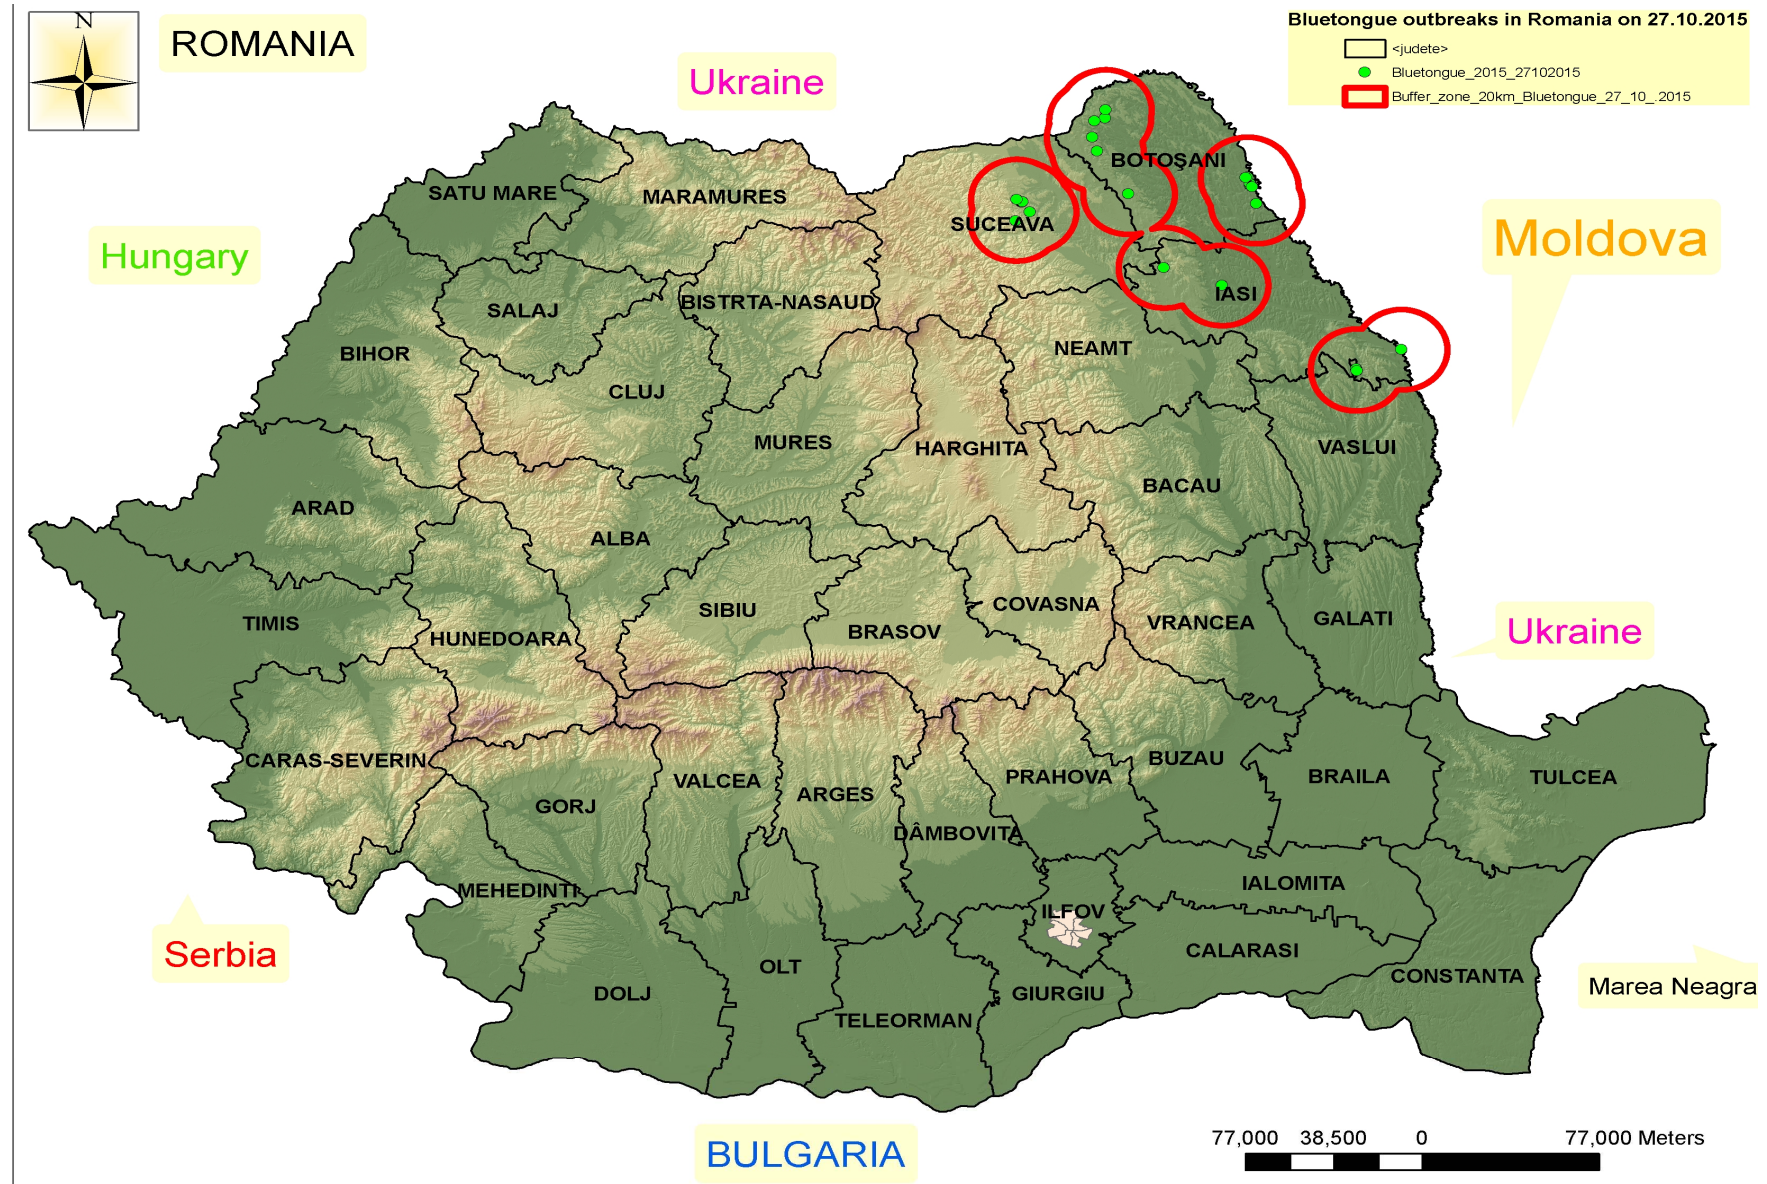 N
ROMANIA
Ukraine
Bluetongue outbreaks in Romania on 27.10.2015
<judete>
Bluetongue_2015_27102015
Buffer_zone_20km_Bluetongue_27_10_.2015
BOTOŞANI
SATU MARE
MARAMURES
SUCEAVA
Hungary
Moldova
SALAJ
BISTRTA-NASAUD
IASI
BIHOR
NEAMT
CLUJ
MURES
HARGHITA
VASLUI
BACAU
ARAD
ALBA
TIMIS
HUNEDOARA
SIBIU
BRASOV
COVASNA
VRANCEA
GALATI
Ukraine
CARAS-SEVERIN
GORJ
VALCEA
ARGES
PRAHOVA
BUZAU
BRAILA
TULCEA
DÂMBOVITA
MEHEDINTI
IALOMITA
ILFOV
Serbia
OLT
CALARASI
CONSTANTA
Marea Neagra
DOLJ
TELEORMAN
GIURGIU
BULGARIA
77,000 38,500 0 77,000 Meters